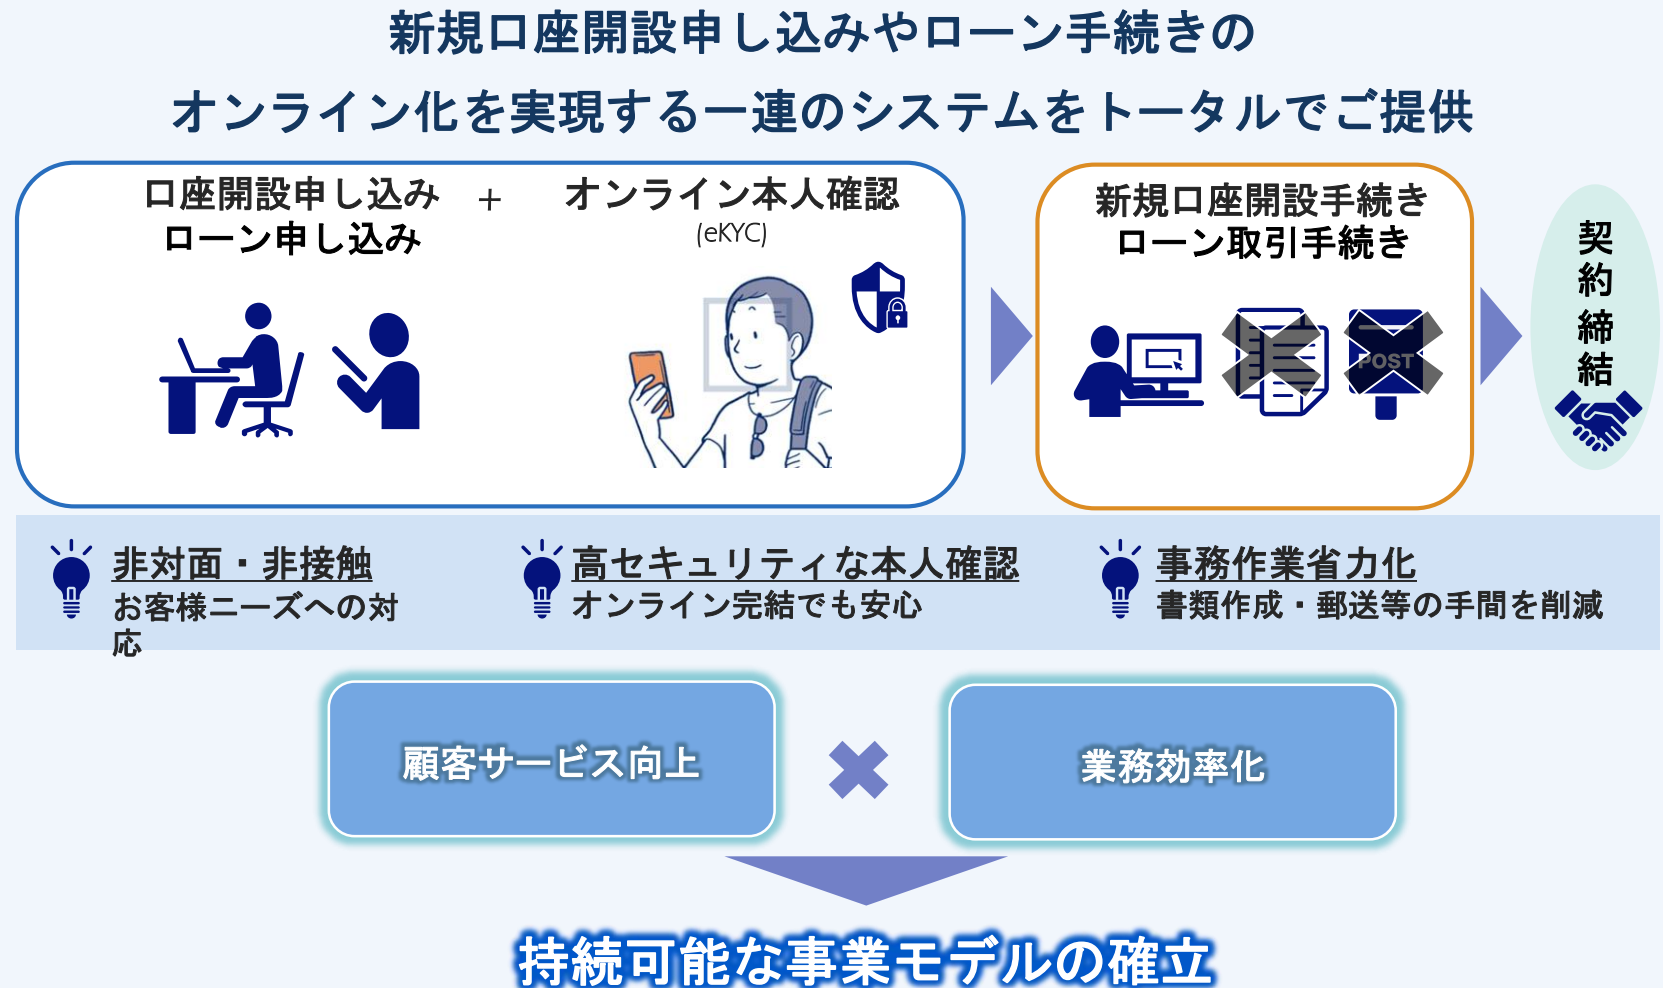 新規口座開設申し込みやローン手続きの
オンライン化を実現する一連のシステムをトータルでご提供
口座開設申し込み
ローン申し込み
+
オンライン本人確認
(eKYC)
新規口座開設手続き
ローン取引手続き
POST
契約締結
非対面・非接触
お客様ニーズへの対
応
高セキュリティな本人確認
オンライン完結でも安心
事務作業省力化
書類作成・郵送等の手間を削減
顧客サービス向上
業務効率化
持続可能な事業モデルの確立